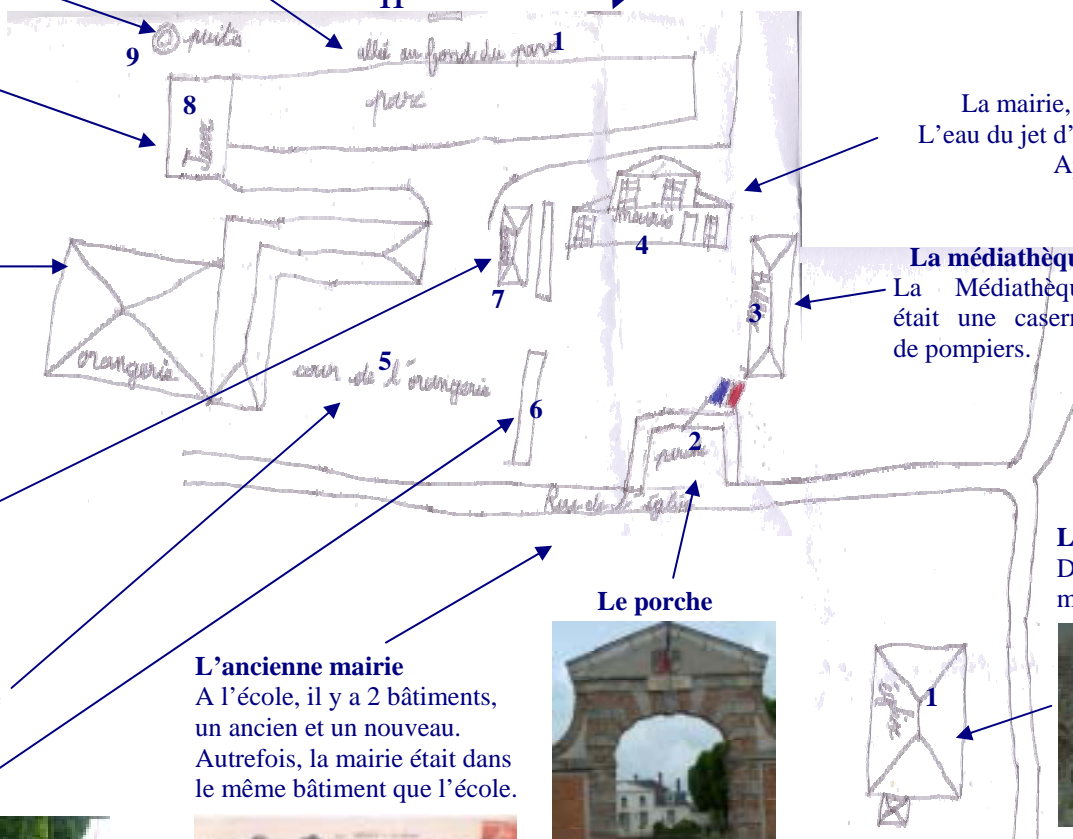 11
9
puits
allée au fond du parc
1
8
parc
La mairie,
L'eau du jet d'
A
mairie
4
La médiathèqu
La Médiathèqu
était une casern
de pompiers.
7
3
orangerie
5
cour de l'orangerie
6
2
porche
Rue de l'église
L
D
m
Le porche
L'ancienne mairie
A l'école, il y a 2 bâtiments,
un ancien et un nouveau.
Autrefois, la mairie était dans
le même bâtiment que l'école.
église
1